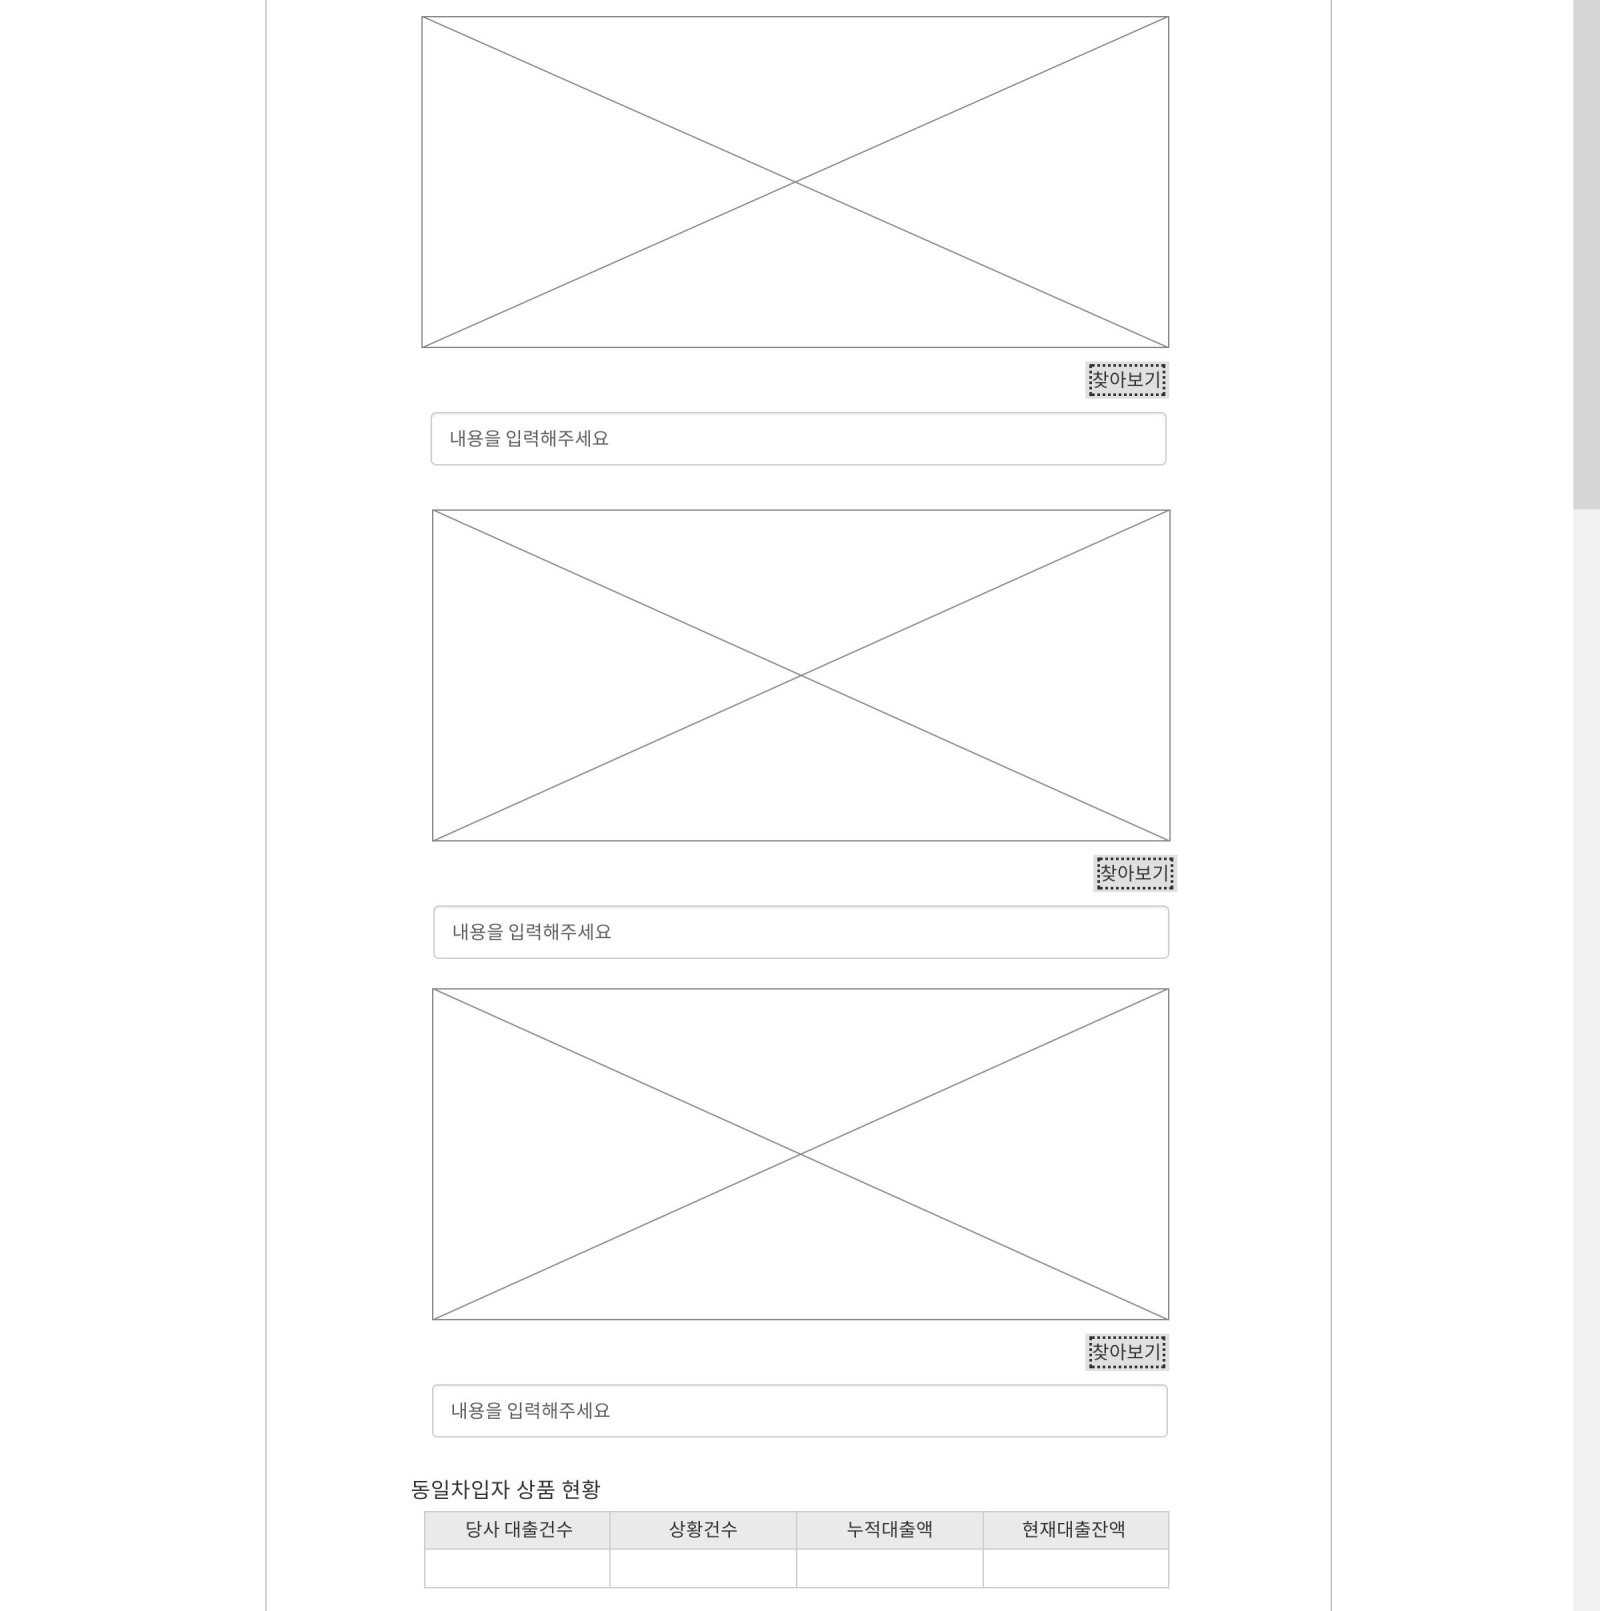 찾아보기
내용을 입력해주세요
찾아보기
내용을 입력해주세요
찾아보기
내용을 입력해주세요
동일차입자 상품 현황
당사 대출건수 상황건수 누적대출액 현재대출잔액